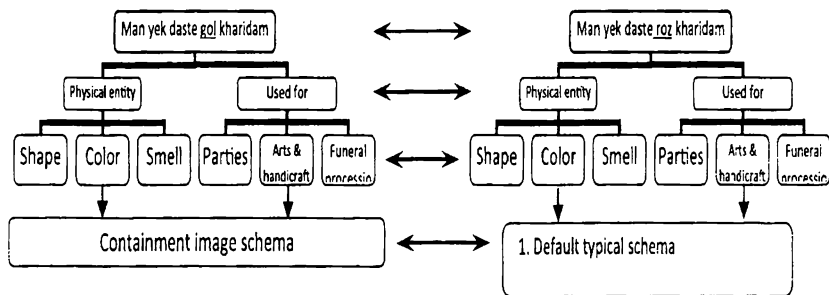 Man yek daste gol kharidam
Man yek daste roz kharidam
Physical entity
Used for
Physical entity
Used for
Shape
Color
Smell
Parties
Arts &
handicraft
Funeral
processio
Shape
Color
Smell
Parties
Arts &
handicraft
Funeral
processio
Containment image schema
1. Default typical schema